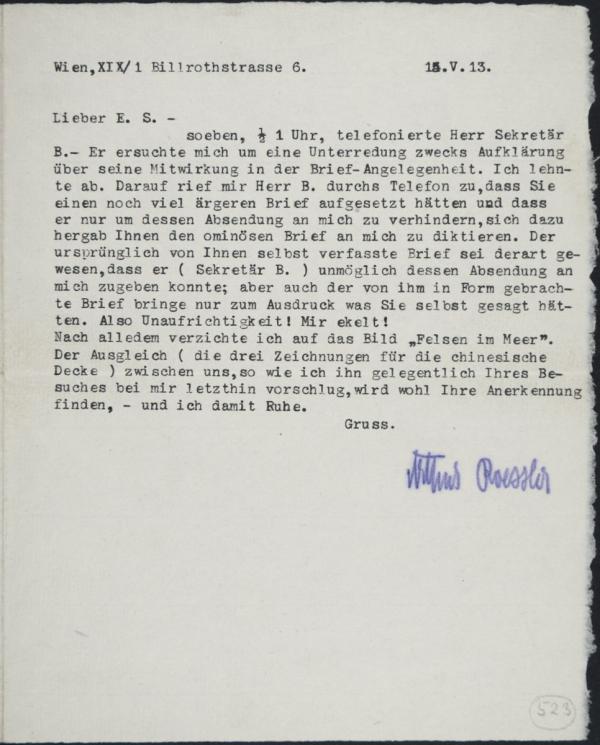 Wien,XIX/1 Billrothstrasse 6. 15.V.13.
Lieber E. S. -
soeben, ½ 1 Uhr, telefonierte Herr Sekretär
B.- Er ersuchte mich um eine Unterredung zwecks Aufklärung
über seine Mitwirkung in der Brief-Angelegenheit. Ich lehn-
te ab. Darauf rief mir Herr B. durchs Telefon zu,dass Sie
einen noch viel ärgeren Brief aufgesetzt hätten und dass
er nur um dessen Absendung an mich zu verhindern,sich dazu
hergab Ihnen den ominösen Brief an mich zu diktieren. Der
ursprünglich von Ihnen selbst verfasste Brief sei derart ge-
wesen,dass er ( Sekretär B. ) unmöglich dessen Absendung an
mich zugeben konnte; aber auch der von ihm in Form gebrach-
te Brief bringe nur zum Ausdruck was Sie selbst gesagt hät-
ten. Also Unaufrichtigkeit! Mir ekelt!
Nach alledem verzichte ich auf das Bild „Felsen im Meer".
Der Ausgleich ( die drei Zeichnungen für die chinesische
Decke ) zwischen uns,so wie ich ihn gelegentlich Ihres Be-
suches bei mir letzthin vorschlug,wird wohl Ihre Anerkennung
finden, - und ich damit Ruhe.
Gruss.
Arthur Roessler
523